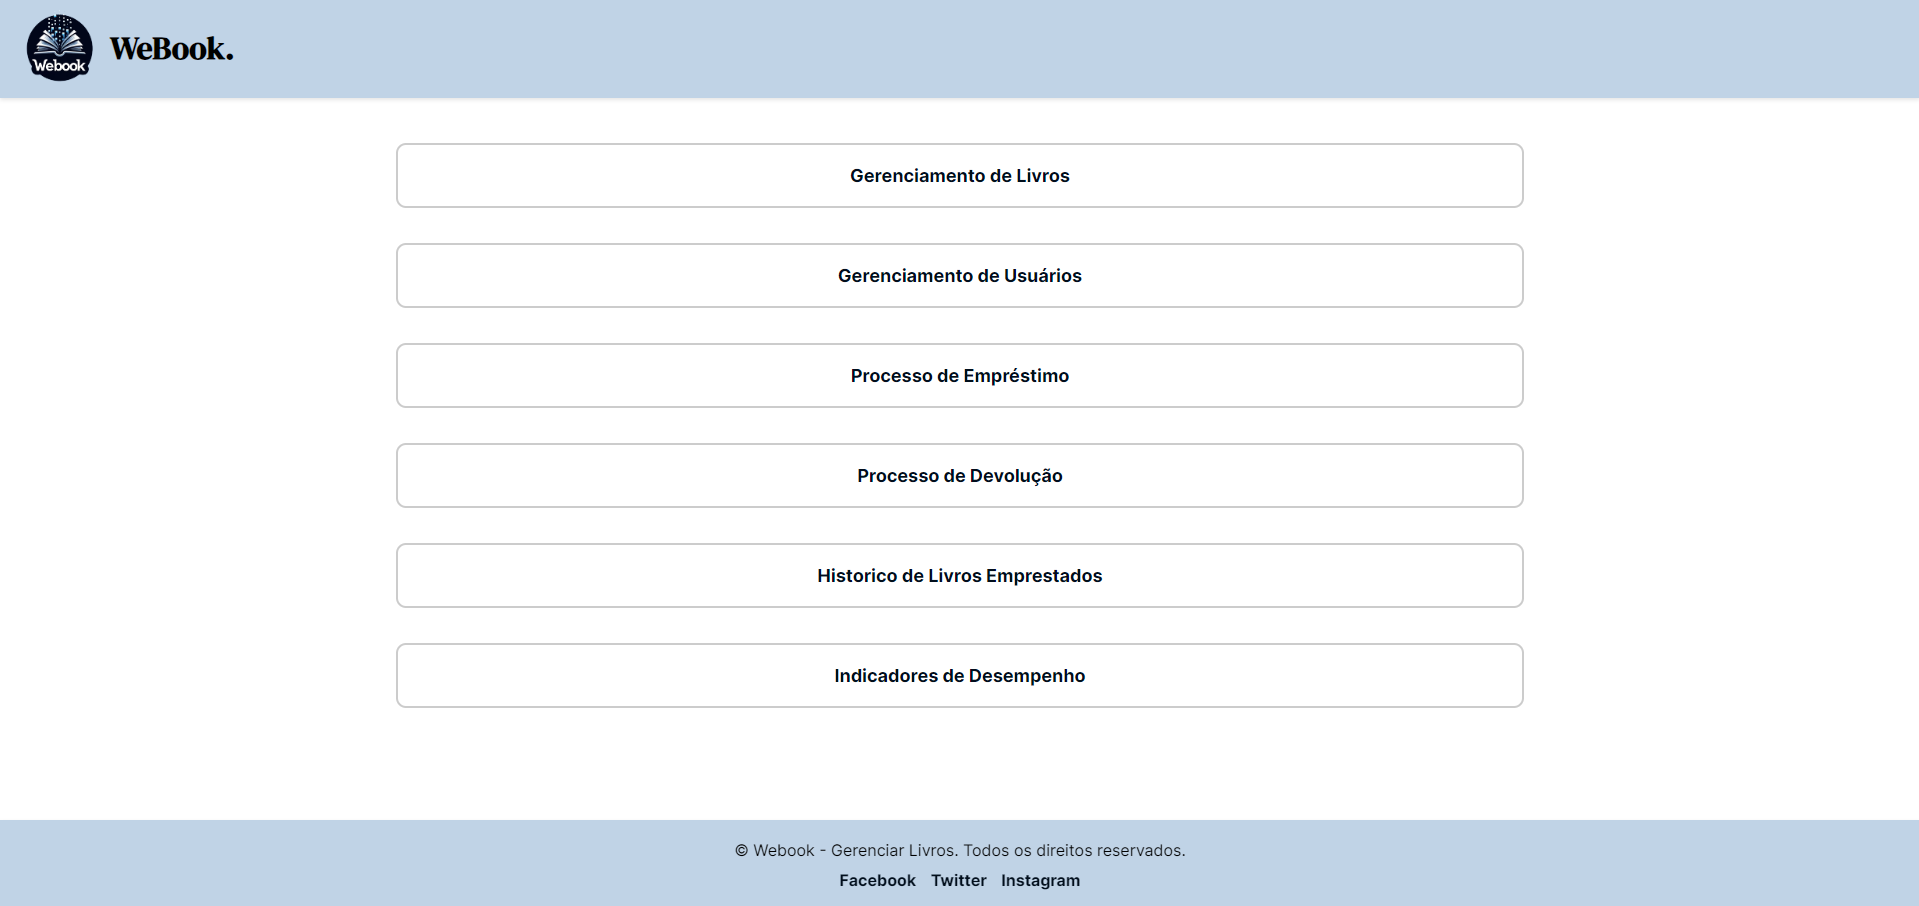 Webook
WeBook.
Gerenciamento de Livros
Gerenciamento de Usuários
Processo de Empréstimo
Processo de Devolução
Historico de Livros Emprestados
Indicadores de Desempenho
© Webook - Gerenciar Livros. Todos os direitos reservados.
Facebook Twitter Instagram